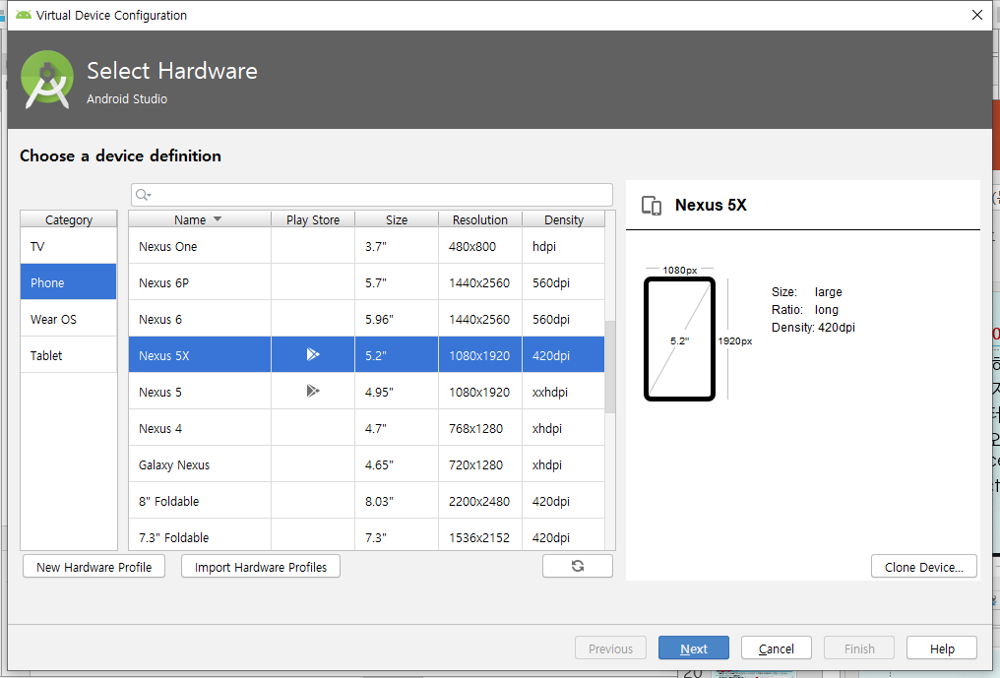 Virtual Device Configuration
Select Hardware
Android Studio
Choose a device definition
Category
TV
Phone
Wear OS
Tablet
Name Play Store Size Resolution Density
Nexus One 3.7" 480x800 hdpi
Nexus 6P 5.7" 1440x2560 560dpi
Nexus 6 5.96" 1440x2560 560dpi
Nexus 5X 5.2" 1080x1920 420dpi
Nexus 5 4.95" 1080x1920 xxhdpi
Nexus 4 4.7" 768x1280 xhdpi
Galaxy Nexus 4.65" 720x1280 xhdpi
8" Foldable 8.03" 2200x2480 420dpi
7.3" Foldable 7.3" 1536x2152 420dpi
New Hardware Profile Import Hardware Profiles
Nexus 5X
1080px
5.2"
1920px
Size: large
Ratio: long
Density: 420dpi
Clone Device...
Previous Next Cancel Finish Help
20